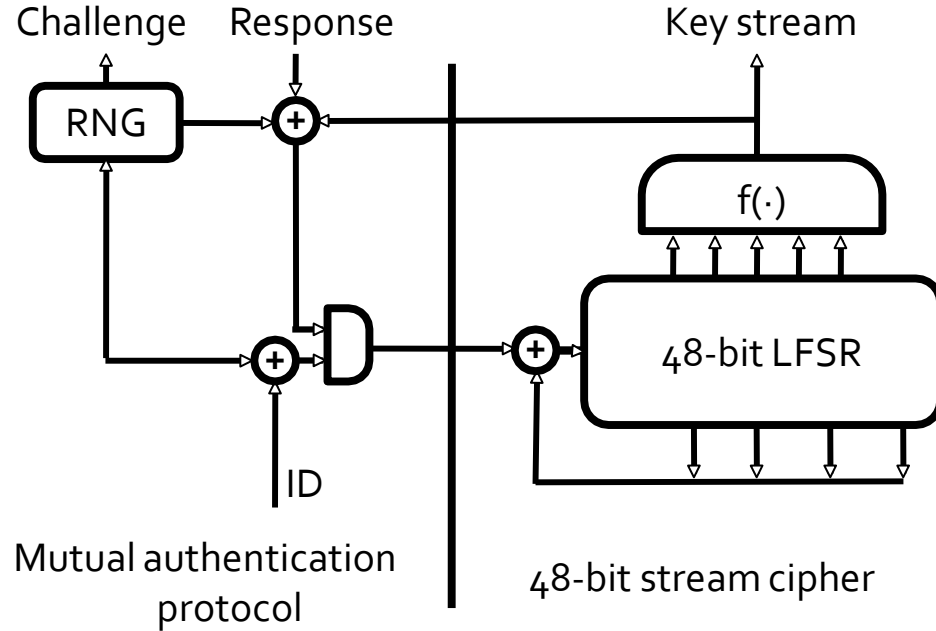 Challenge
Response
Key stream
RNG
+
f(·)
+
+
48-bit LFSR
ID
Mutual authentication
protocol
48-bit stream cipher